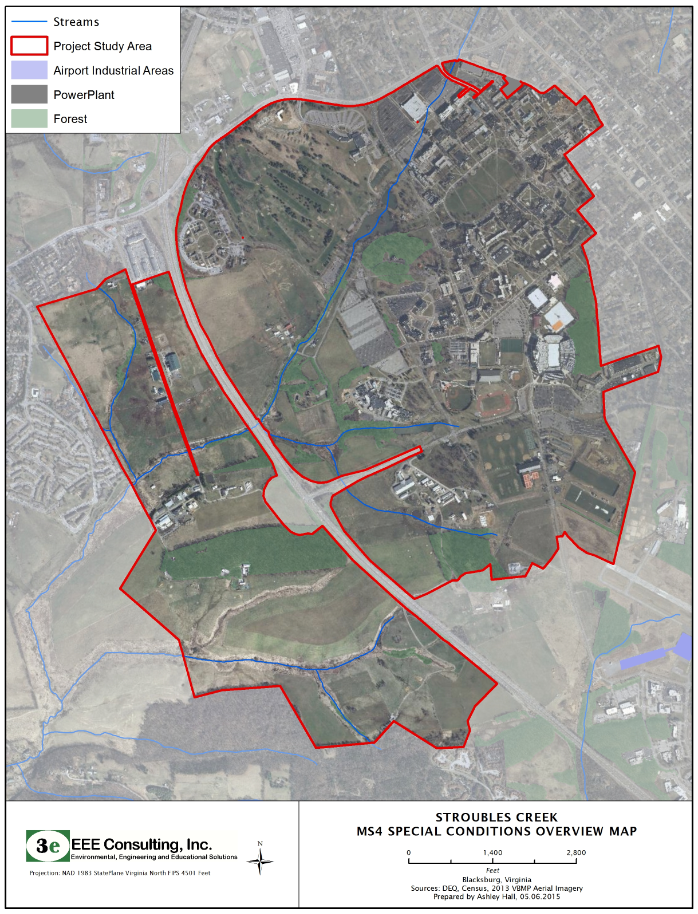 Streams
Project Study Area
Airport Industrial Areas
PowerPlant
Forest
3e EEE Consulting, Inc.
Environmental, Engineering and Educational Solutions
N
Projection: NAD 1983 StatePlane Virginia North FIPS 4501 Feet
STROUBLES CREEK
MS4 SPECIAL CONDITIONS OVERVIEW MAP
0 1,400 2,800
Feet
Blacksburg, Virginia
Sources: DEQ, Census, 2013 VBMP Aerial Imagery
Prepared by Ashley Hall, 05.06.2015